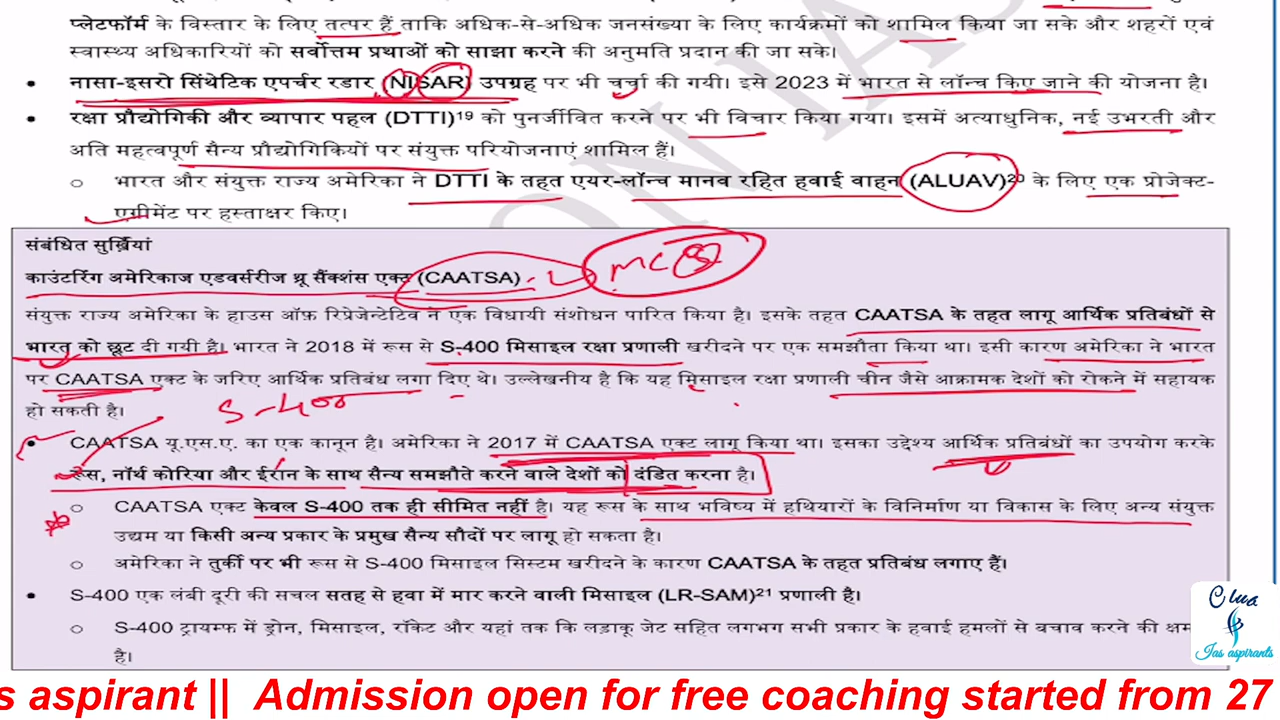 प्लेटफॉर्म के विस्तार के लिए तत्पर हैं ताकि अधिक-से-अधिक जनसंख्या के लिए कार्यक्रमों को शामिल किया जा सके और शहरों एवं
स्वास्थ्य अधिकारियों को सर्वोत्तम प्रथाओं को साझा करने की अनुमति प्रदान की जा सके।
• नासा-इसरो सिंथेटिक एपर्चर रडार (NISAR) उपग्रह पर भी चर्चा की गयी। इसे 2023 में भारत से लॉन्च किए जाने की योजना है।
• रक्षा प्रौद्योगिकी और व्यापार पहल (DTTI)19 को पुनर्जीवित करने पर भी विचार किया गया। इसमें अत्याधुनिक, नई उभरती और
अति महत्वपूर्ण सैन्य प्रौद्योगिकियों पर संयुक्त परियोजनाएं शामिल हैं।
o भारत और संयुक्त राज्य अमेरिका ने DTTI के तहत एयर-लॉन्च मानव रहित हवाई वाहन (ALUAV)20 के लिए एक प्रोजेक्ट-
एग्रीमेंट पर हस्ताक्षर किए।
संबंधित सुर्ख़ियां
काउंटरिंग अमेरिकाज एडवर्सरीज थ्रू सैंक्शंस एक्ट (CAATSA)
संयुक्त राज्य अमेरिका के हाउस ऑफ़ रिप्रेजेन्टेटिव ने एक विधायी संशोधन पारित किया है। इसके तहत CAATSA के तहत लागू आर्थिक प्रतिबंधों से
भारत को छूट दी गयी है। भारत ने 2018 में रूस से S-400 मिसाइल रक्षा प्रणाली खरीदने पर एक समझौता किया था। इसी कारण अमेरिका ने भारत
पर CAATSA एक्ट के जरिए आर्थिक प्रतिबंध लगा दिए थे। उल्लेखनीय है कि यह मिसाइल रक्षा प्रणाली चीन जैसे आक्रामक देशों को रोकने में सहायक
हो सकती है।
S-400
• CAATSA यू.एस.ए. का एक कानून है। अमेरिका ने 2017 में CAATSA एक्ट लागू किया था। इसका उद्देश्य आर्थिक प्रतिबंधों का उपयोग करके
रूस, नॉर्थ कोरिया और ईरान के साथ सैन्य समझौते करने वाले देशों को दंडित करना है।
o CAATSA एक्ट केवल S-400 तक ही सीमित नहीं है। यह रूस के साथ भविष्य में हथियारों के विनिर्माण या विकास के लिए अन्य संयुक्त
उद्यम या किसी अन्य प्रकार के प्रमुख सैन्य सौदों पर लागू हो सकता है।
o अमेरिका ने तुर्की पर भी रूस से S-400 मिसाइल सिस्टम खरीदने के कारण CAATSA के तहत प्रतिबंध लगाए हैं।
• S-400 एक लंबी दूरी की सचल सतह से हवा में मार करने वाली मिसाइल (LR-SAM)21 प्रणाली है।
o S-400 ट्रायम्फ में ड्रोन, मिसाइल, रॉकेट और यहां तक कि लड़ाकू जेट सहित लगभग सभी प्रकार के हवाई हमलों से बचाव करने की क्षम
है।
Jas aspirants
s aspirant || Admission open for free coaching started from 27